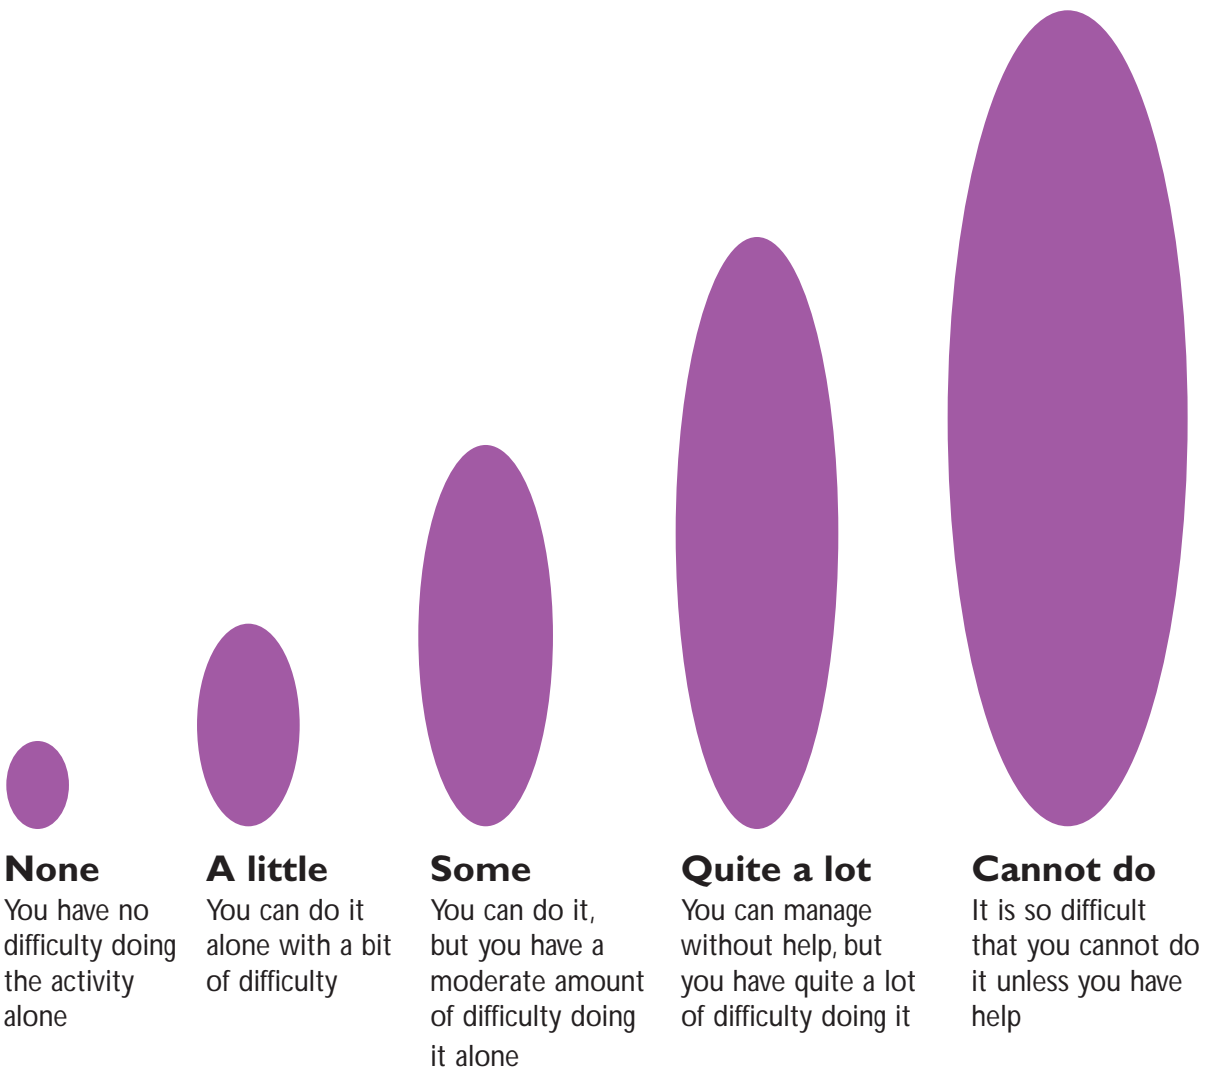 None
You have no
difficulty doing
the activity
alone
A little
You can do it
alone with a bit
of difficulty
Some
You can do it,
but you have a
moderate amount
of difficulty doing
it alone
Quite a lot
You can manage
without help, but
you have quite a lot
of difficulty doing it
Cannot do
It is so difficult
that you cannot do
it unless you have
help